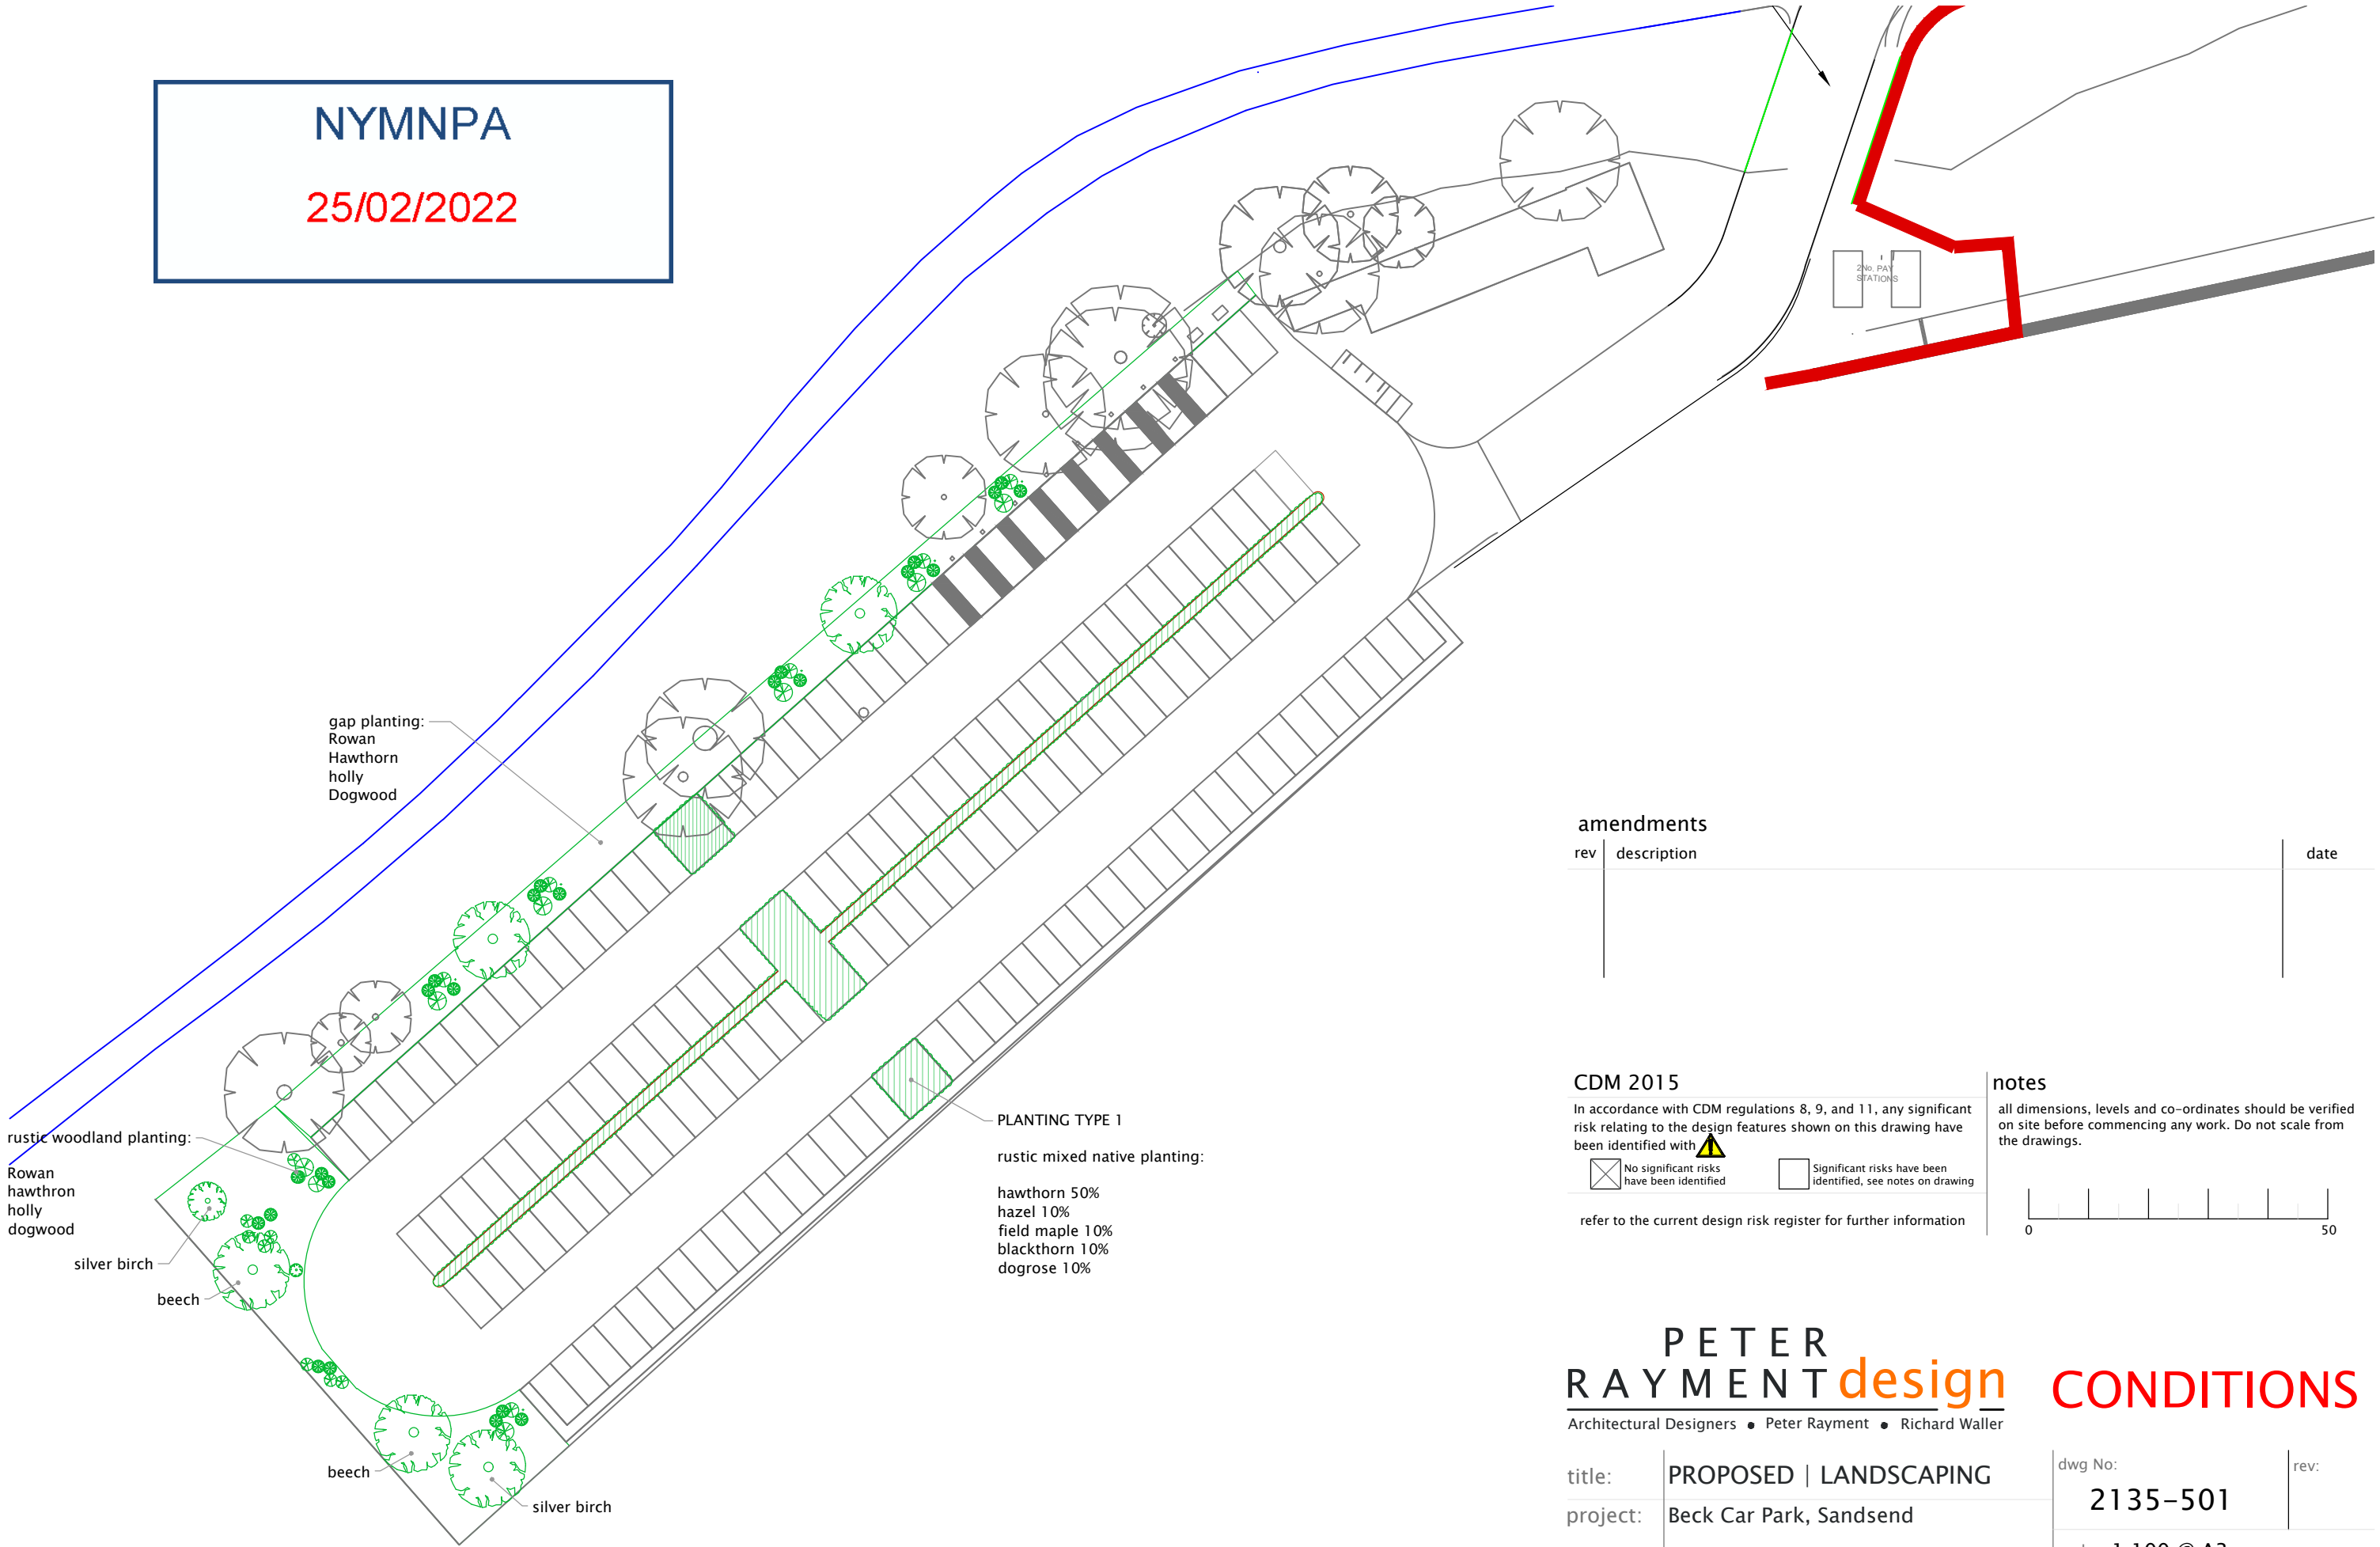 NYMNPA
25/02/2022
2No. PAY
STATIONS
gap planting:
Rowan
Hawthorn
holly
Dogwood
rustic woodland planting:
Rowan
hawthron
holly
dogwood
silver birch
beech
beech
silver birch
PLANTING TYPE 1
rustic mixed native planting:
hawthorn 50%
hazel 10%
field maple 10%
blackthorn 10%
dogrose 10%
amendments
rev description date
CDM 2015
In accordance with CDM regulations 8, 9, and 11, any significant
risk relating to the design features shown on this drawing have
been identified with
No significant risks
have been identified
Significant risks have been
identified, see notes on drawing
refer to the current design risk register for further information
notes
all dimensions, levels and co-ordinates should be verified
on site before commencing any work. Do not scale from
the drawings.
0 50
PETER
RAYMENT design
Architectural Designers • Peter Rayment • Richard Waller
CONDITIONS
title: PROPOSED | LANDSCAPING
project: Beck Car Park, Sandsend
dwg No: rev:
2135-501
1:100 @ A3